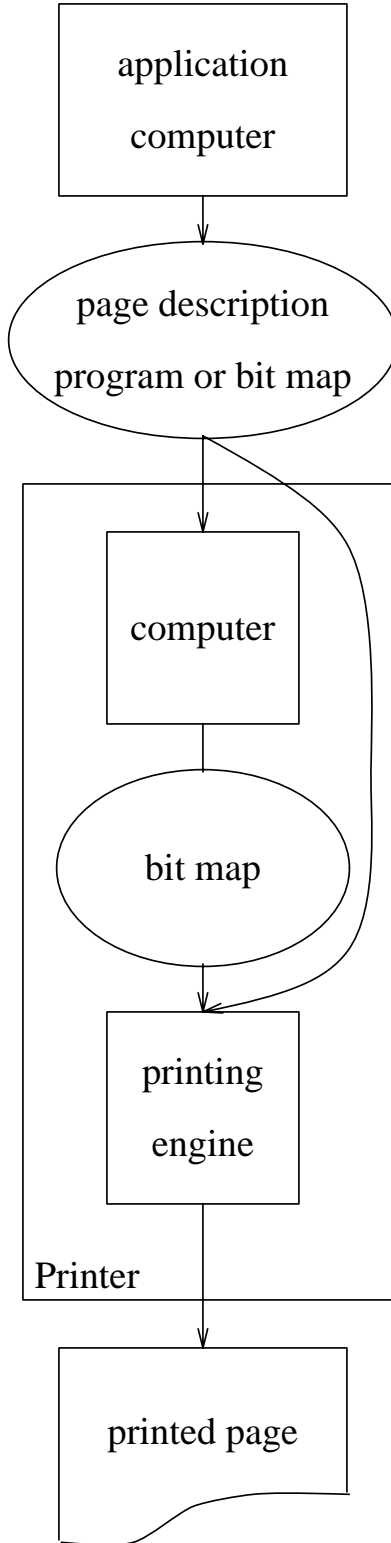 application
computer
page description
program or bit map
computer
bit map
printing
engine
Printer
printed page